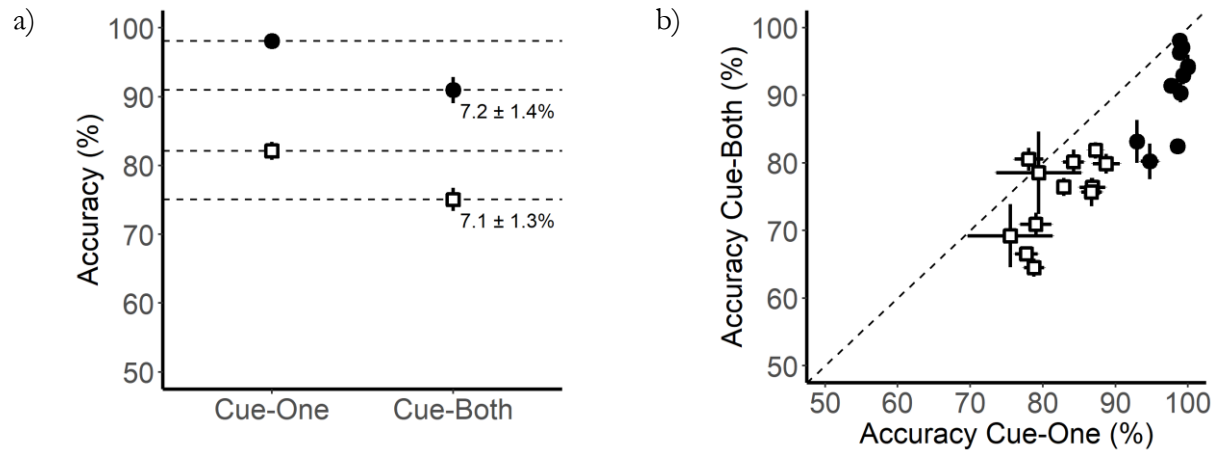 a)
Accuracy (%)
100
90
80
70
60
50
7.2 ± 1.4%
7.1 ± 1.3%
Cue-One
Cue-Both
b)
Accuracy Cue-Both (%)
100
90
80
70
60
50
50
60
70
80
90
100
Accuracy Cue-One (%)